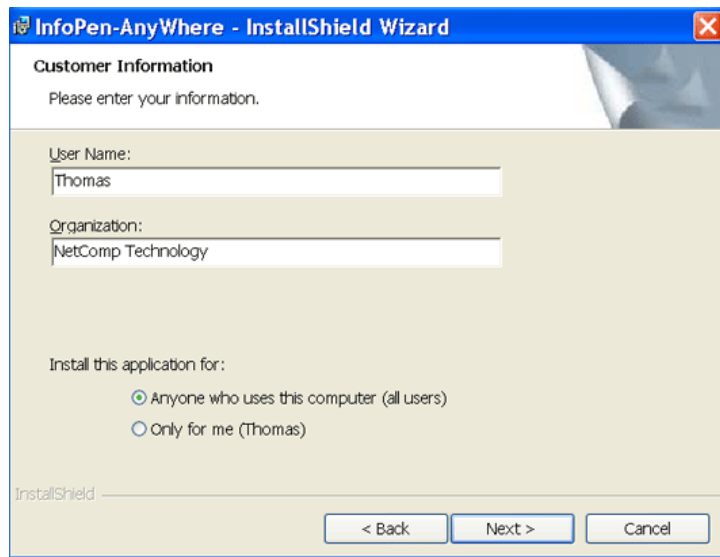 InfoPen-AnyWhere - InstallShield Wizard
Customer Information
Please enter your information.
User Name:
Thomas
Organization:
NetComp Technology
Install this application for:
Anyone who uses this computer (all users)
Only for me (Thomas)
InstallShield
< Back Next > Cancel